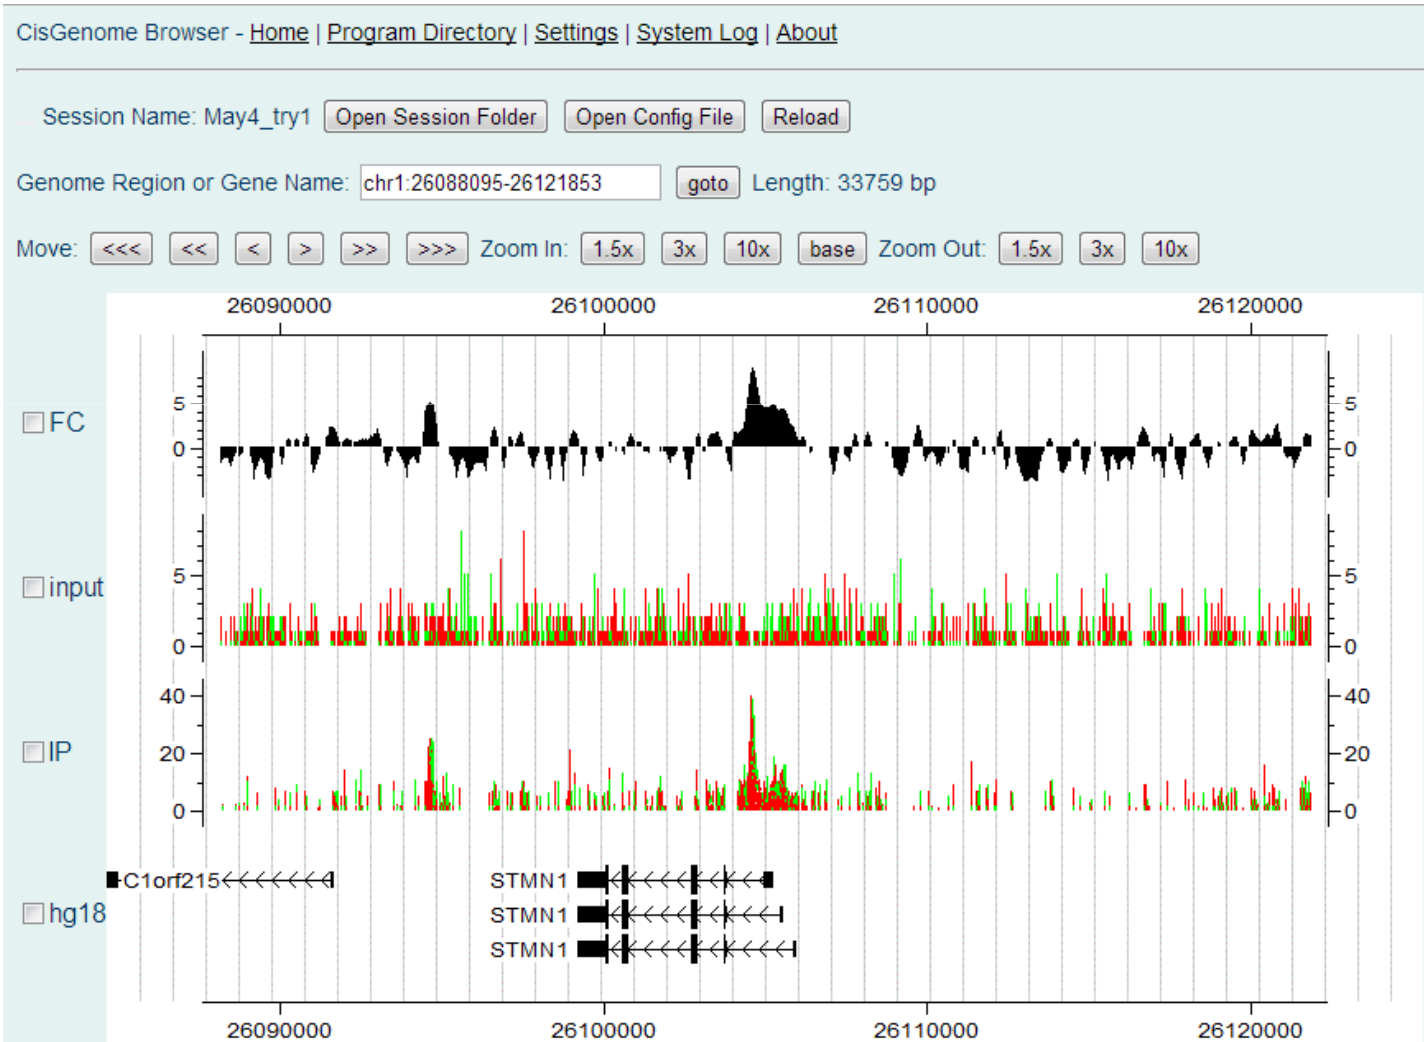 CisGenome Browser - Home | Program Directory | Settings | System Log | About
Session Name: May4_try1 Open Session Folder Open Config File Reload
Genome Region or Gene Name: chr1:26088095-26121853 goto Length: 33759 bp
Move: <<< << < > >> >>> Zoom In: 1.5x 3x 10x base Zoom Out: 1.5x 3x 10x
26090000 26100000 26110000 26120000
5 5
FC
0 0
5 5
input
0 0
40 40
IP
20 20
0 0
C1orf215 STMN1
hg18
STMN1
STMN1
26090000 26100000 26110000 26120000